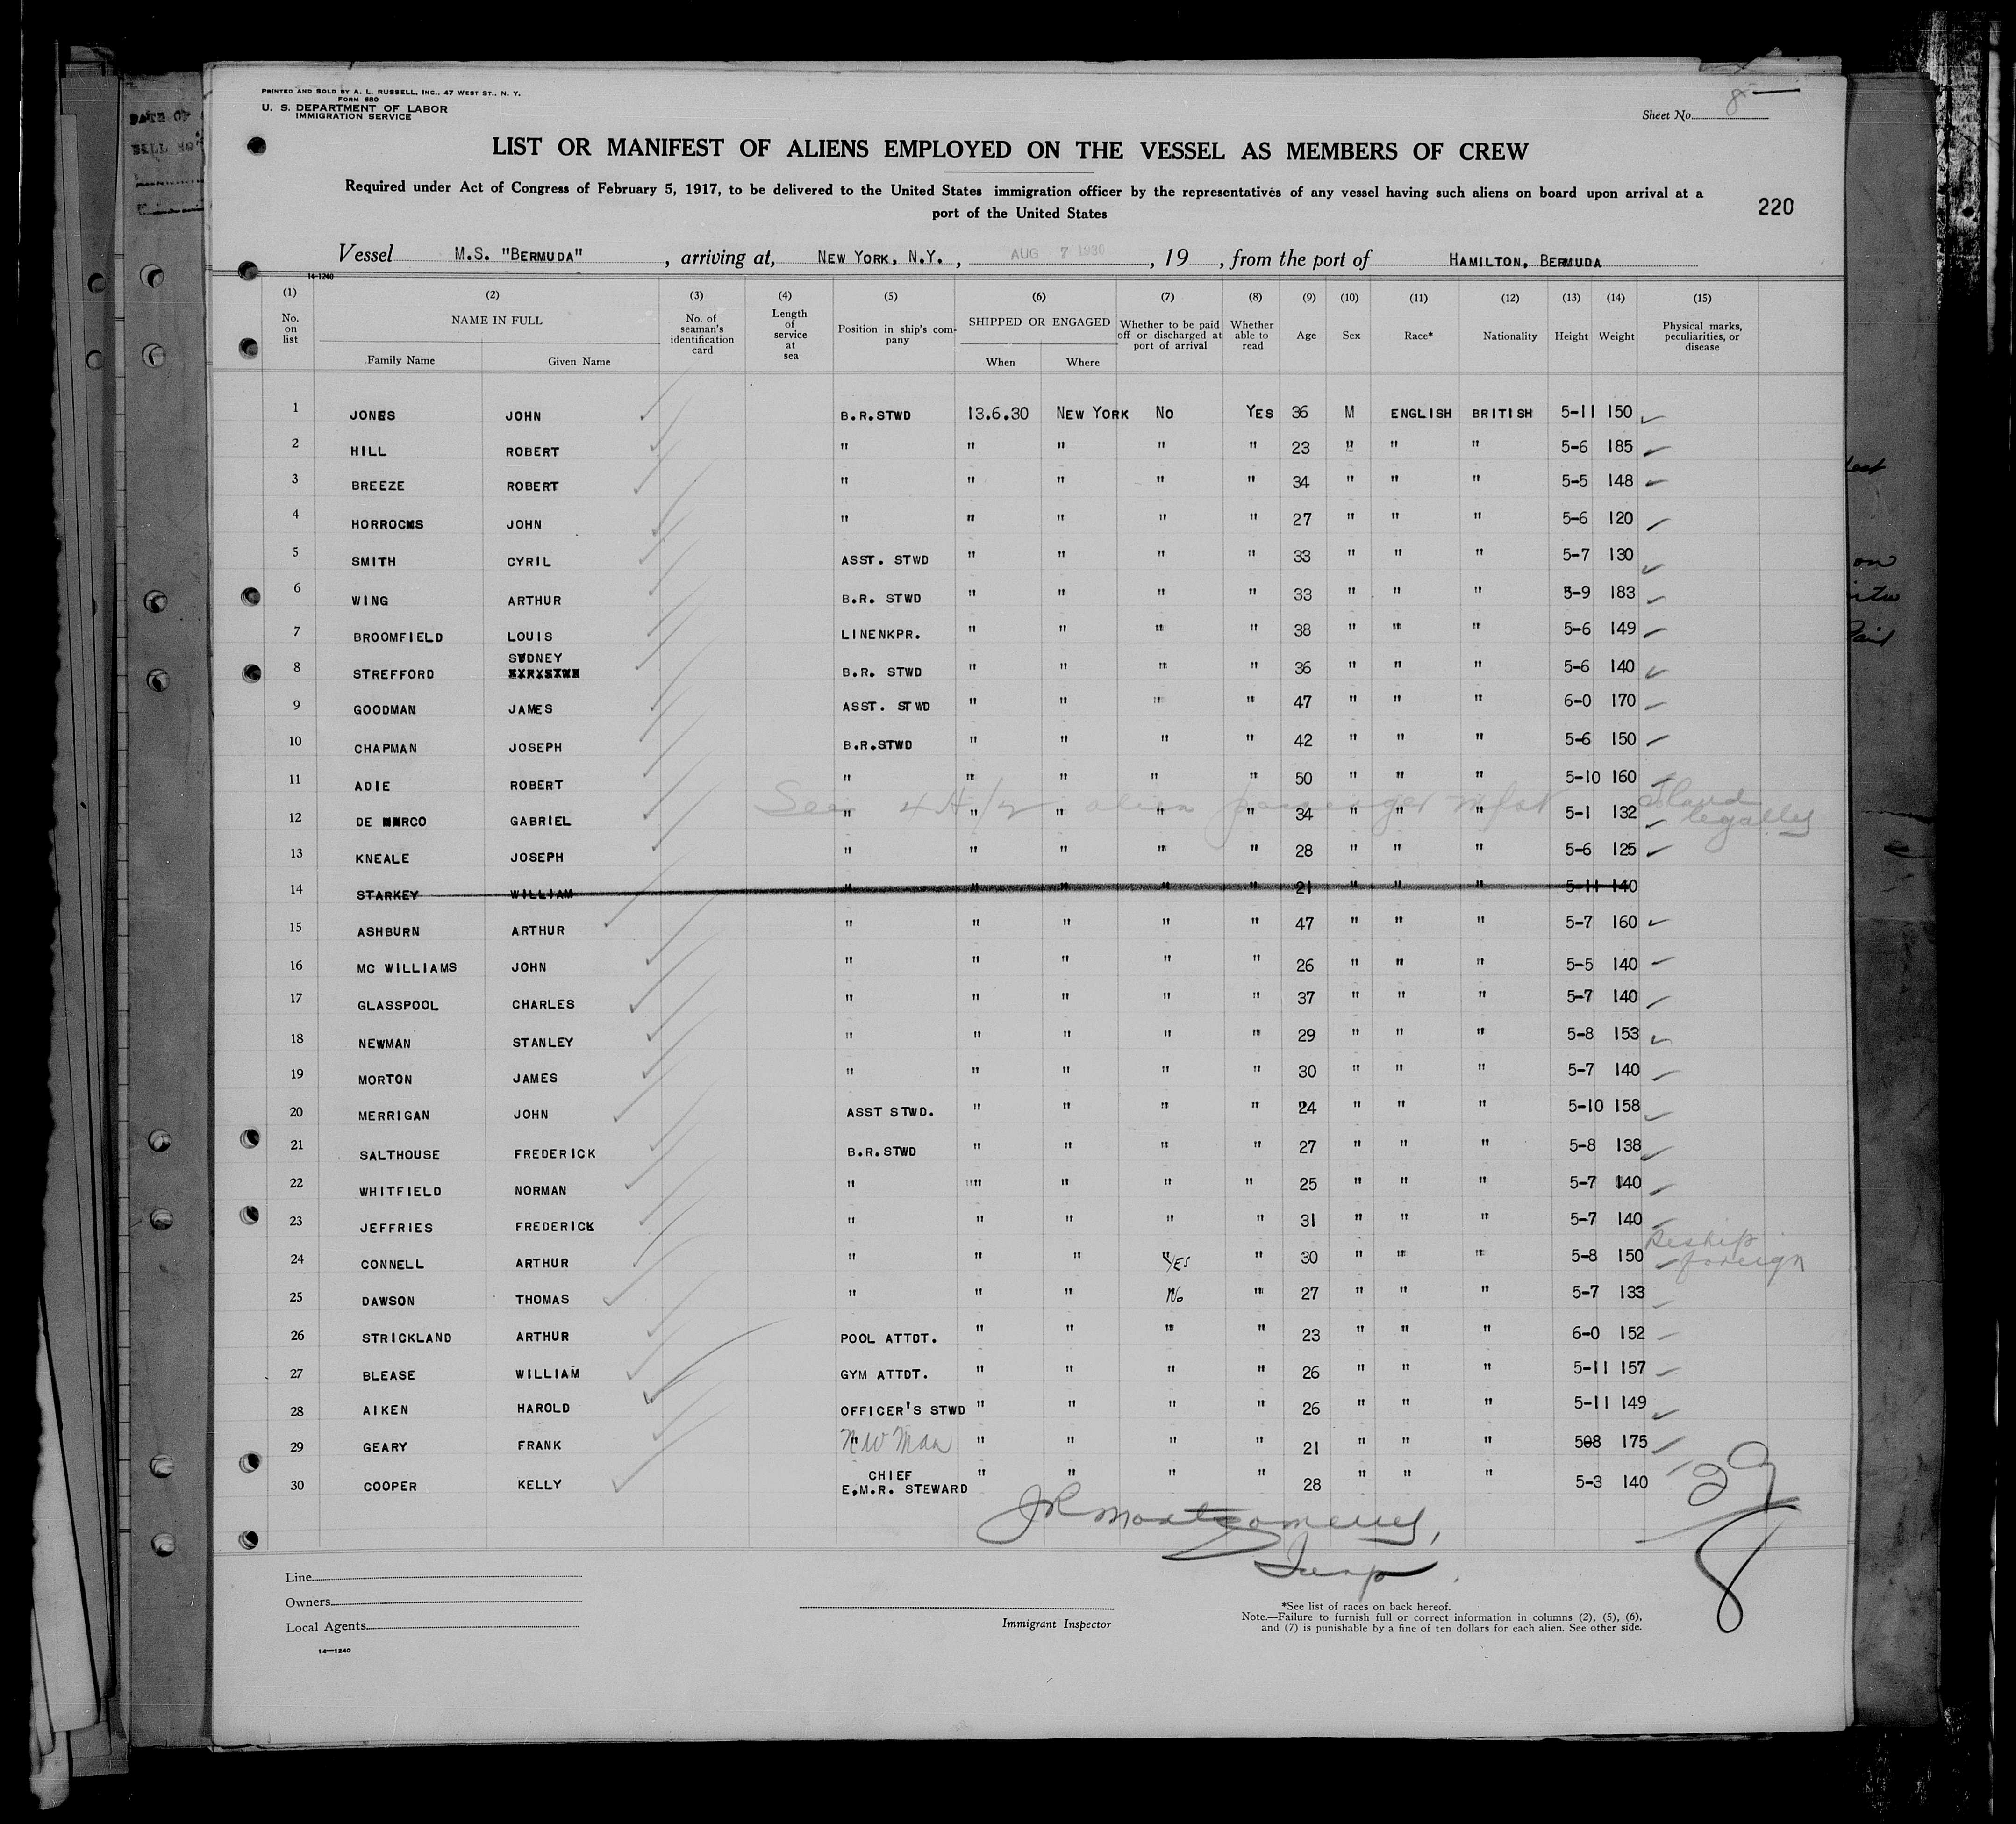 PRINTED AND SOLD BY A. L. RUSSELL, INC., 47 WEST ST., N. Y.
FORM 680
U. S. DEPARTMENT OF LABOR
IMMIGRATION SERVICE
Sheet No. 8
LIST OR MANIFEST OF ALIENS EMPLOYED ON THE VESSEL AS MEMBERS OF CREW
Required under Act of Congress of February 5, 1917, to be delivered to the United States immigration officer by the representatives of any vessel having such aliens on board upon arrival at a
port of the United States
220
Vessel M.S. "BERMUDA", arriving at, NEW YORK, N.Y., AUG 7 1930, 19 , from the port of HAMILTON, BERMUDA
14-1240
(1) (2) (3) (4) (5) (6) (7) (8) (9) (10) (11) (12) (13) (14) (15)
No. on list NAME IN FULL Family Name Given Name No. of seaman's identification card Length of service at sea Position in ship's company SHIPPED OR ENGAGED When Where Whether to be paid off or discharged at port of arrival Whether able to read Age Sex Race* Nationality Height Weight Physical marks, peculiarities, or disease
1 JONES JOHN B.R.STWD 13.6.30 NEW YORK NO YES 36 M ENGLISH BRITISH 5-11 150
2 HILL ROBERT " " " " " 23 " " " 5-6 185
3 BREEZE ROBERT " " " " " 34 " " " 5-5 148
4 HORROCKS JOHN " " " " " 27 " " " 5-6 120
5 SMITH CYRIL ASST. STWD " " " " 33 " " " 5-7 130
6 WING ARTHUR B.R. STWD " " " " 33 " " " 5-9 183
7 BROOMFIELD LOUIS LINENKPR. " " " " 38 " " " 5-6 149
8 STREFFORD SYDNEY B.R. STWD " " " " 36 " " " 5-6 140
9 GOODMAN JAMES ASST. STWD " " " " 47 " " " 6-0 170
10 CHAPMAN JOSEPH B.R.STWD " " " " 42 " " " 5-6 150
11 ADIE ROBERT " " " " " 50 " " " 5-10 160
See alien passenger mfst
12 DE MARCO GABRIEL " " " " " 34 " " " 5-1 132 legally
13 KNEALE JOSEPH " " " " " 28 " " " 5-6 125
14 STARKEY WILLIAM " " " " " 21 " " " 5-11 140
15 ASHBURN ARTHUR " " " " " 47 " " " 5-7 160
16 MC WILLIAMS JOHN " " " " " 26 " " " 5-5 140
17 GLASSPOOL CHARLES " " " " " 37 " " " 5-7 140
18 NEWMAN STANLEY " " " " " 29 " " " 5-8 153
19 MORTON JAMES " " " " " 30 " " " 5-7 140
20 MERRIGAN JOHN ASST STWD. " " " " 24 " " " 5-10 158
21 SALTHOUSE FREDERICK B.R.STWD " " " " 27 " " " 5-8 138
22 WHITFIELD NORMAN " " " " " 25 " " " 5-7 140
23 JEFFRIES FREDERICK " " " " " 31 " " " 5-7 140
24 CONNELL ARTHUR " " " YES " 30 " " " 5-8 150 Reship foreign
25 DAWSON THOMAS " " " No " 27 " " " 5-7 133
26 STRICKLAND ARTHUR POOL ATTDT. " " " " 23 " " " 6-0 152
27 BLEASE WILLIAM GYM ATTDT. " " " " 26 " " " 5-11 157
28 AIKEN HAROLD OFFICER'S STWD " " " " 26 " " " 5-11 149
29 GEARY FRANK " " " " 21 " " " 508 175
30 COOPER KELLY CHIEF E.M.R. STEWARD " " " " 28 " " " 5-3 140
29
8
JR Montgomery,
Insp.
Line
Owners
Local Agents
Immigrant Inspector
*See list of races on back hereof.
Note.—Failure to furnish full or correct information in columns (2), (5), (6),
and (7) is punishable by a fine of ten dollars for each alien. See other side.
14—1240